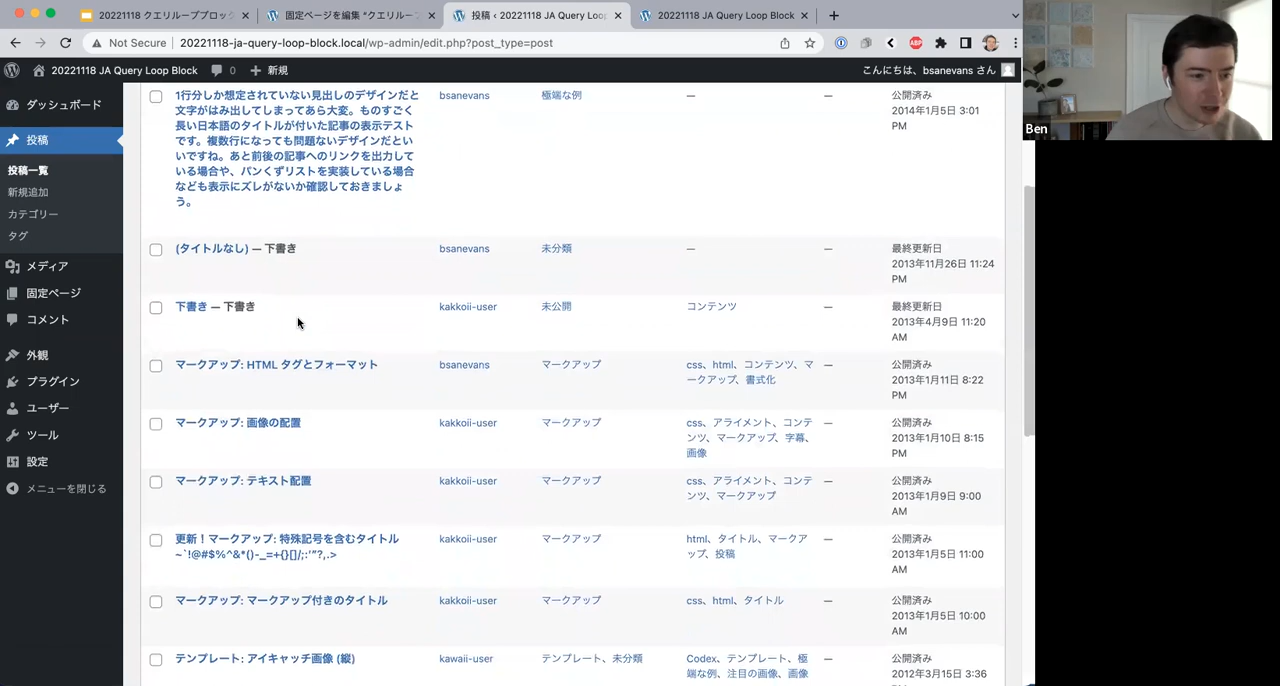 20221118 クエリループブロック
固定ページを編集 "クエリルー
投稿 ‹ 20221118 JA Query Loo
20221118 JA Query Loop Block
Not Secure
20221118-ja-query-loop-block.local/wp-admin/edit.php?post_type=post
ABP
20221118 JA Query Loop Block
0
新規
こんにちは、bsanevans さん
ダッシュボード
投稿
投稿一覧
新規追加
カテゴリー
タグ
メディア
固定ページ
コメント
外観
プラグイン
ユーザー
ツール
設定
メニューを閉じる
1行分しか想定されていない見出しのデザインだと
文字がはみ出してしまってあら大変。ものすごく
長い日本語のタイトルが付いた記事の表示テスト
です。複数行になっても問題ないデザインだとい
いですね。あと前後の記事へのリンクを出力して
いる場合や、パンくずリストを実装している場合
なども表示にズレがないか確認しておきましょ
う。
bsanevans
極端な例
—
—
公開済み
2014年1月5日 3:01
PM
(タイトルなし) — 下書き
bsanevans
未分類
—
—
最終更新日
2013年11月26日 11:24
PM
下書き — 下書き
kakkoii-user
未公開
コンテンツ
—
最終更新日
2013年4月9日 11:20
AM
マークアップ: HTML タグとフォーマット
bsanevans
マークアップ
css、html、コンテンツ、マ
ークアップ、書式化
—
公開済み
2013年1月11日 8:22
PM
マークアップ: 画像の配置
kakkoii-user
マークアップ
css、アライメント、コンテ
ンツ、マークアップ、字幕、
画像
—
公開済み
2013年1月10日 8:15
PM
マークアップ: テキスト配置
kakkoii-user
マークアップ
css、アライメント、コンテ
ンツ、マークアップ
—
公開済み
2013年1月9日 9:00
AM
更新！マークアップ: 特殊記号を含むタイトル
~`!@#$%^&*()-_=+{}[]/;:'"?,.>
kakkoii-user
マークアップ
html、タイトル、マークア
ップ、投稿
—
公開済み
2013年1月5日 11:00
AM
マークアップ: マークアップ付きのタイトル
kakkoii-user
マークアップ
css、html、タイトル
—
公開済み
2013年1月5日 10:00
AM
テンプレート: アイキャッチ画像 (縦)
kawaii-user
テンプレート、未分類
Codex、テンプレート、極
端な例、注目の画像、画像
—
公開済み
2012年3月15日 3:36
Ben